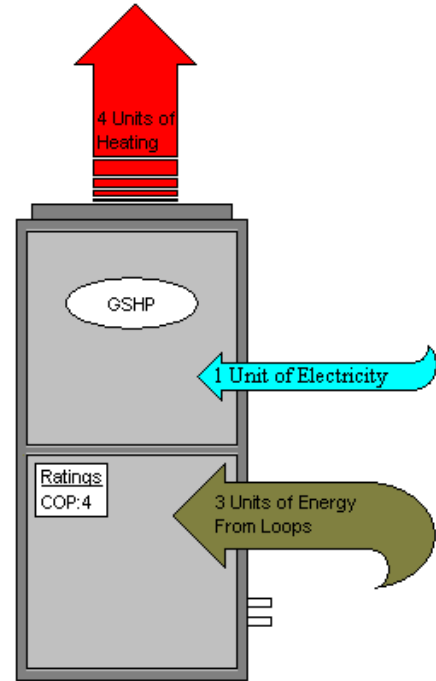 4 Units of
Heating
GSHP
1 Unit of Electricity
Ratings
COP:4
3 Units of Energy
From Loops